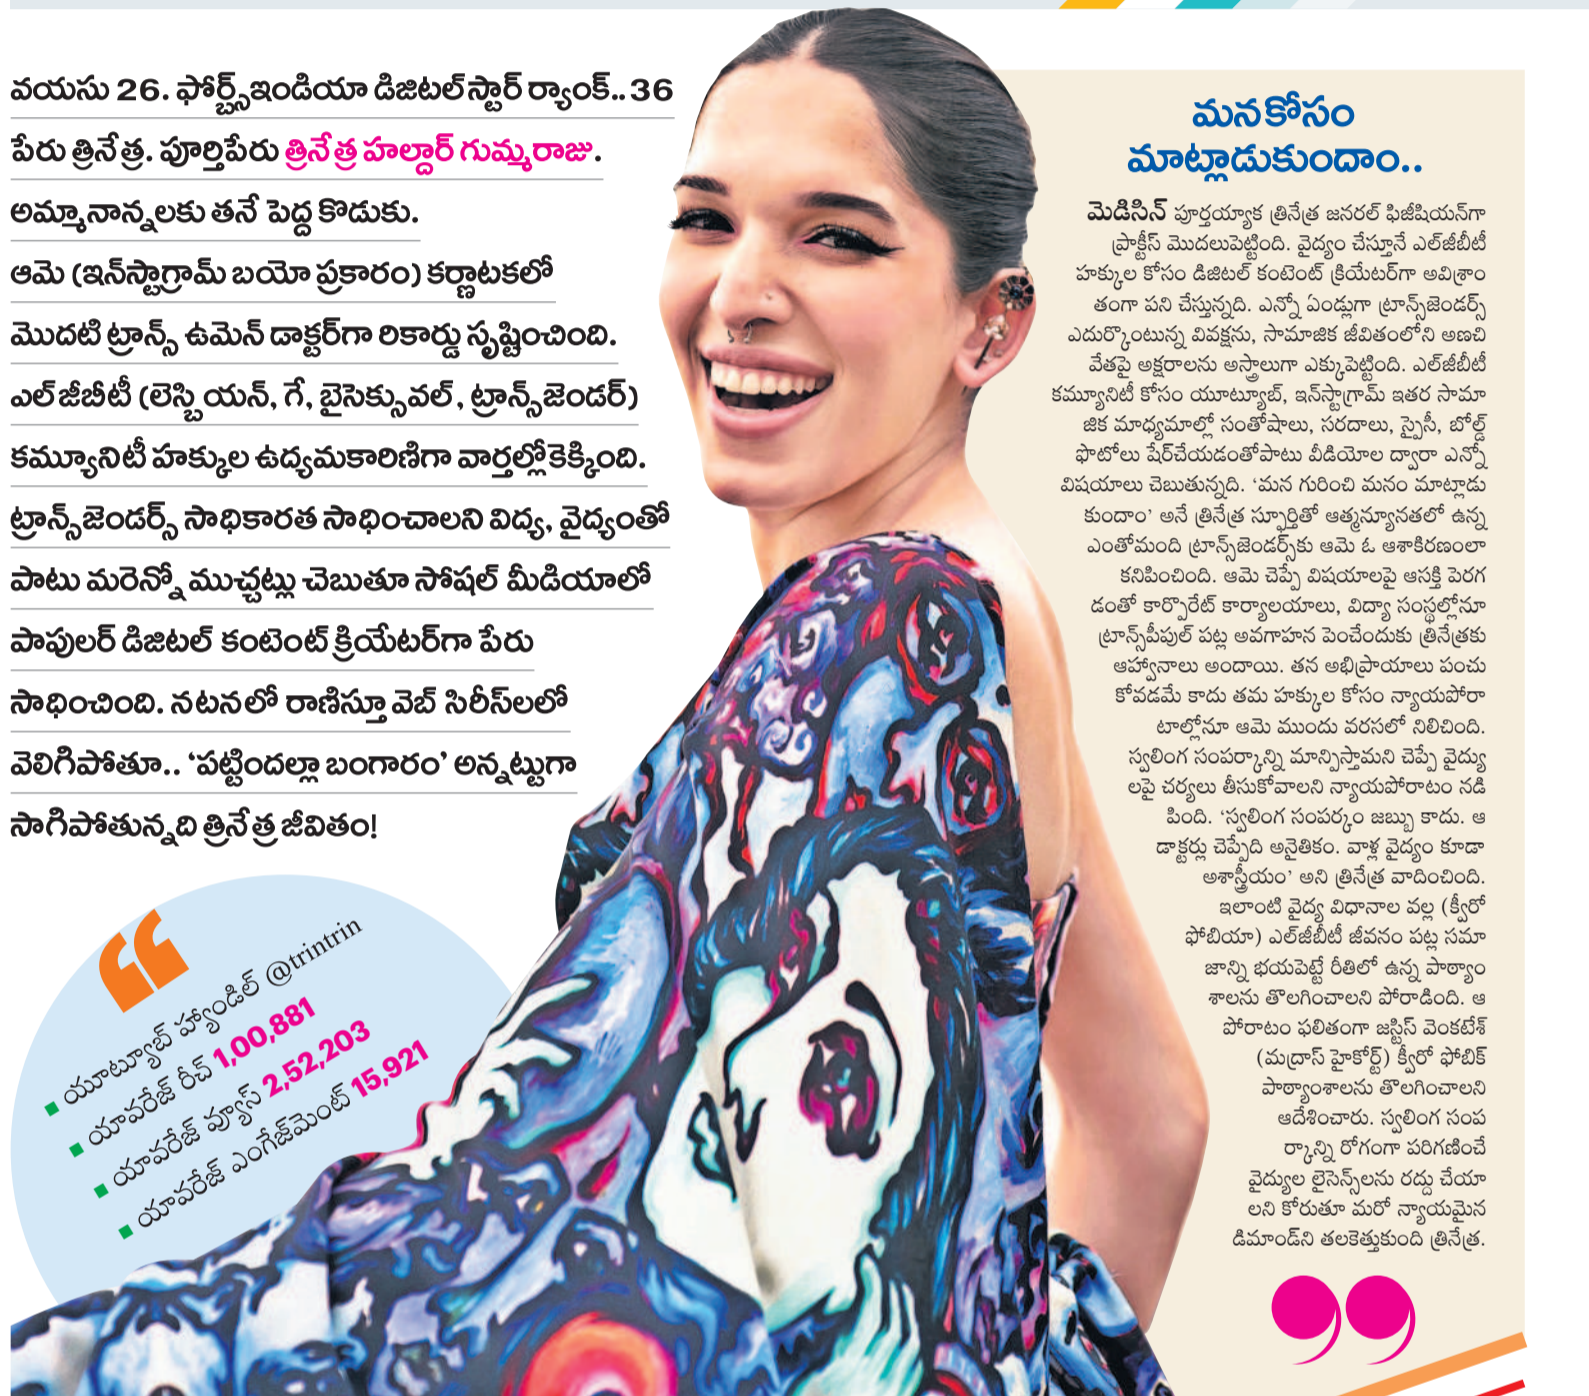 వయసు 26. ఫోర్బ్స్ ఇండియా డిజిటల్ స్టార్ ర్యాంక్.. 36
పేరు త్రినేత్ర. పూర్తిపేరు త్రినేత్ర హల్దార్ గుమ్మరాజు.
అమ్మానాన్నలకు తనే పెద్ద కొడుకు.
ఆమె (ఇన్‌స్టాగ్రామ్ బయో ప్రకారం) కర్ణాటకలో
మొదటి ట్రాన్స్ ఉమెన్ డాక్టర్‌గా రికార్డు సృష్టించింది.
ఎల్‌జీబీటీ (లెస్బియన్, గే, బైసెక్సువల్, ట్రాన్స్‌జెండర్)
కమ్యూనిటీ హక్కుల ఉద్యమకారిణిగా వార్తల్లోకెక్కింది.
ట్రాన్స్‌జెండర్స్ సాధికారత సాధించాలని విద్య, వైద్యంతో
పాటు మరెన్నో ముచ్చట్లు చెబుతూ సోషల్ మీడియాలో
పాపులర్ డిజిటల్ కంటెంట్ క్రియేటర్‌గా పేరు
సాధించింది. నటనలో రాణిస్తూ వెబ్ సిరీస్‌లలో
వెలిగిపోతూ.. ‘పట్టిందల్లా బంగారం’ అన్నట్టుగా
సాగిపోతున్నది త్రినేత్ర జీవితం!
యూట్యూబ్ హ్యాండిల్ @trintrin
యావరేజ్ రీచ్ 1,00,881
యావరేజ్ వ్యూస్ 2,52,203
యావరేజ్ ఎంగేజ్‌మెంట్ 15,921
మనకోసం
మాట్లాడుకుందాం..
మెడిసిన్ పూర్తయ్యాక త్రినేత్ర జనరల్ ఫిజీషియన్‌గా
ప్రాక్టీస్ మొదలుపెట్టింది. వైద్యం చేస్తూనే ఎల్‌జీబీటీ
హక్కుల కోసం డిజిటల్ కంటెంట్ క్రియేటర్‌గా అవిశ్రాం
తంగా పని చేస్తున్నది. ఎన్నో ఏండ్లుగా ట్రాన్స్‌జెండర్స్
ఎదుర్కొంటున్న వివక్షను, సామాజిక జీవితంలోని అణచి
వేతపై అక్షరాలను అస్త్రాలుగా ఎక్కుపెట్టింది. ఎల్‌జీబీటీ
కమ్యూనిటీ కోసం యూట్యూబ్, ఇన్‌స్టాగ్రామ్ ఇతర సామా
జిక మాధ్యమాల్లో సంతోషాలు, సరదాలు, స్పైసీ, బోల్డ్
ఫొటోలు షేర్‌చేయడంతోపాటు వీడియోల ద్వారా ఎన్నో
విషయాలు చెబుతున్నది. ‘మన గురించి మనం మాట్లాడు
కుందాం’ అనే త్రినేత్ర స్ఫూర్తితో ఆత్మన్యూనతలో ఉన్న
ఎంతోమంది ట్రాన్స్‌జెండర్స్‌కు ఆమె ఓ ఆశాకిరణంలా
కనిపించింది. ఆమె చెప్పే విషయాలపై ఆసక్తి పెరగ
డంతో కార్పొరేట్ కార్యాలయాలు, విద్యా సంస్థల్లోనూ
ట్రాన్స్‌పీపుల్ పట్ల అవగాహన పెంచేందుకు త్రినేత్రకు
ఆహ్వానాలు అందాయి. తన అభిప్రాయాలు పంచు
కోవడమే కాదు తమ హక్కుల కోసం న్యాయపోరా
టాల్లోనూ ఆమె ముందు వరసలో నిలిచింది.
స్వలింగ సంపర్కాన్ని మాన్పిస్తామని చెప్పే వైద్యు
లపై చర్యలు తీసుకోవాలని న్యాయపోరాటం నడి
పింది. ‘స్వలింగ సంపర్కం జబ్బు కాదు. ఆ
డాక్టర్లు చెప్పేది అనైతికం. వాళ్ల వైద్యం కూడా
అశాస్త్రీయం’ అని త్రినేత్ర వాదించింది.
ఇలాంటి వైద్య విధానాల వల్ల (క్వీరో
ఫోబియా) ఎల్‌జీబీటీ జీవనం పట్ల సమా
జాన్ని భయపెట్టే రీతిలో ఉన్న పాఠ్యాం
శాలను తొలగించాలని పోరాడింది. ఆ
పోరాటం ఫలితంగా జస్టిస్ వెంకటేశ్
(మద్రాస్ హైకోర్ట్) క్వీరో ఫోబిక్
పాఠ్యాంశాలను తొలగించాలని
ఆదేశించారు. స్వలింగ సంప
ర్కాన్ని రోగంగా పరిగణించే
వైద్యుల లైసెన్స్‌లను రద్దు చేయా
లని కోరుతూ మరో న్యాయమైన
డిమాండ్‌ని తలకెత్తుకుంది త్రినేత్ర.